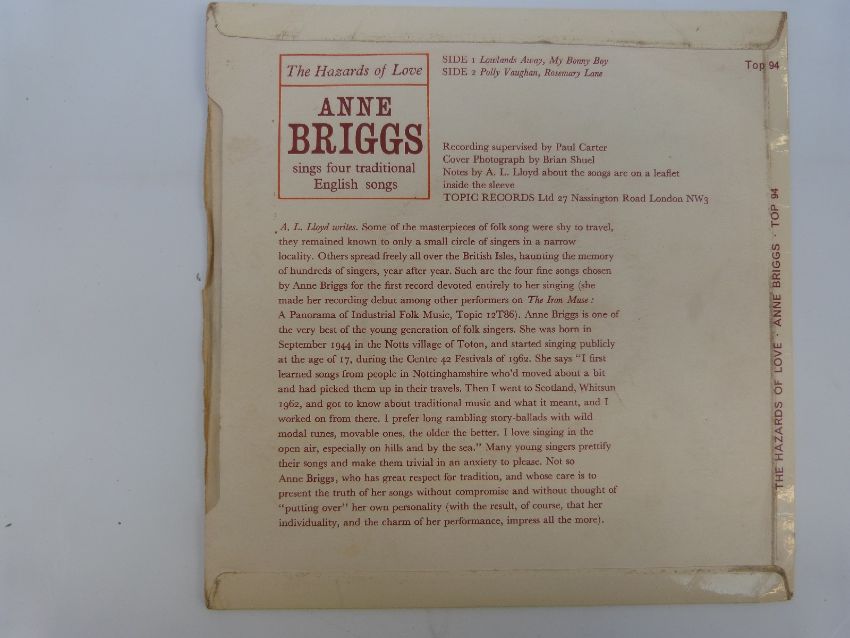 The Hazards of Love
ANNE
BRIGGS
sings four traditional
English songs
SIDE 1 Lowlands Away, My Bonny Boy
SIDE 2 Polly Vaughan, Rosemary Lane
Top 94
Recording supervised by Paul Carter
Cover Photograph by Brian Shuel
Notes by A. L. Lloyd about the songs are on a leaflet
inside the sleeve
TOPIC RECORDS Ltd 27 Nassington Road London NW3
A. L. Lloyd writes. Some of the masterpieces of folk song were shy to travel,
they remained known to only a small circle of singers in a narrow
locality. Others spread freely all over the British Isles, haunting the memory
of hundreds of singers, year after year. Such are the four fine songs chosen
by Anne Briggs for the first record devoted entirely to her singing (she
made her recording debut among other performers on The Iron Muse:
A Panorama of Industrial Folk Music, Topic 12T86). Anne Briggs is one of
the very best of the young generation of folk singers. She was born in
September 1944 in the Notts village of Toton, and started singing publicly
at the age of 17, during the Centre 42 Festivals of 1962. She says "I first
learned songs from people in Nottinghamshire who'd moved about a bit
and had picked them up in their travels. Then I went to Scotland, Whitsun
1962, and got to know about traditional music and what it meant, and I
worked on from there. I prefer long rambling story-ballads with wild
modal tunes, movable ones, the older the better. I love singing in the
open air, especially on hills and by the sea." Many young singers prettify
their songs and make them trivial in an anxiety to please. Not so
Anne Briggs, who has great respect for tradition, and whose care is to
present the truth of her songs without compromise and without thought of
"putting over" her own personality (with the result, of course, that her
individuality, and the charm of her performance, impress all the more).
THE HAZARDS OF LOVE · ANNE BRIGGS · TOP 94